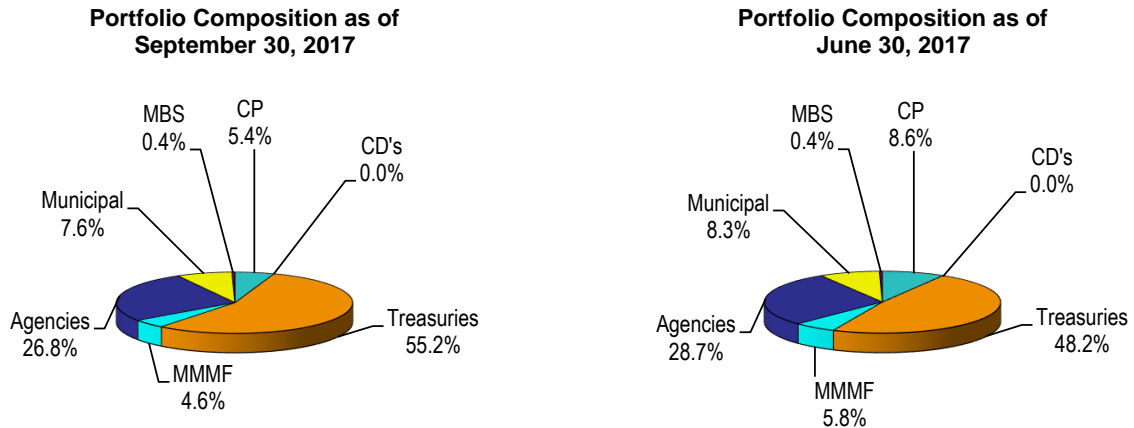 Portfolio Composition as of
September 30, 2017
MBS
0.4%
CP
5.4%
CD's
0.0%
Municipal
7.6%
Agencies
26.8%
Treasuries
55.2%
MMMF
4.6%
Portfolio Composition as of
June 30, 2017
MBS
0.4%
CP
8.6%
CD's
0.0%
Municipal
8.3%
Agencies
28.7%
Treasuries
48.2%
MMMF
5.8%